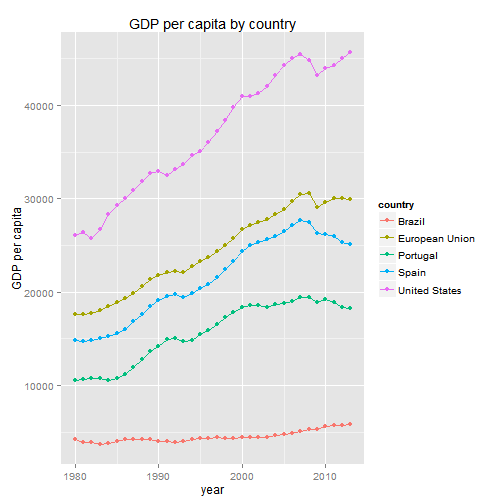 GDP per capita by country
GDP per capita
40000
30000
20000
10000
1980
1990
2000
2010
year
country
Brazil
European Union
Portugal
Spain
United States